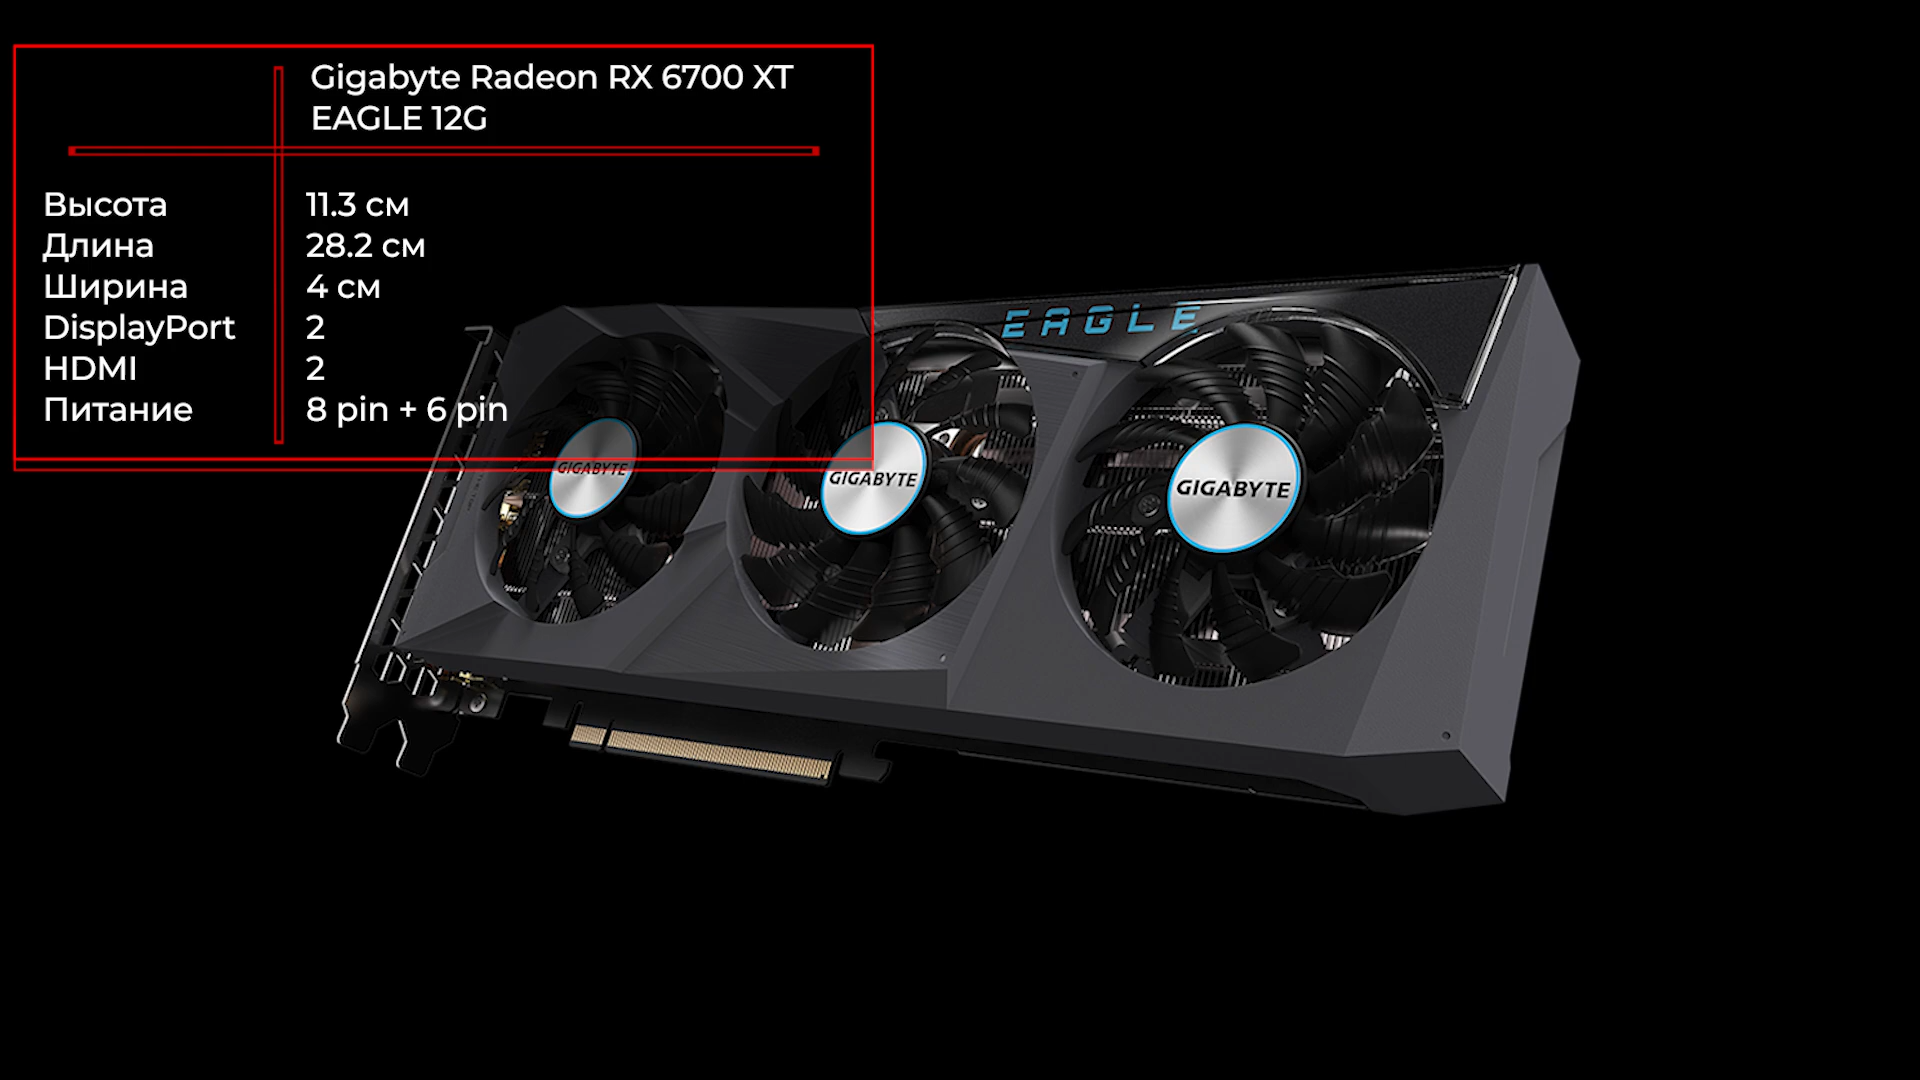 Gigabyte Radeon RX 6700 XT
EAGLE 12G
Высота 11.3 см
Длина 28.2 см
Ширина 4 см
DisplayPort 2
HDMI 2
Питание 8 pin + 6 pin
EAGLE
GIGABYTE
GIGABYTE
GIGABYTE